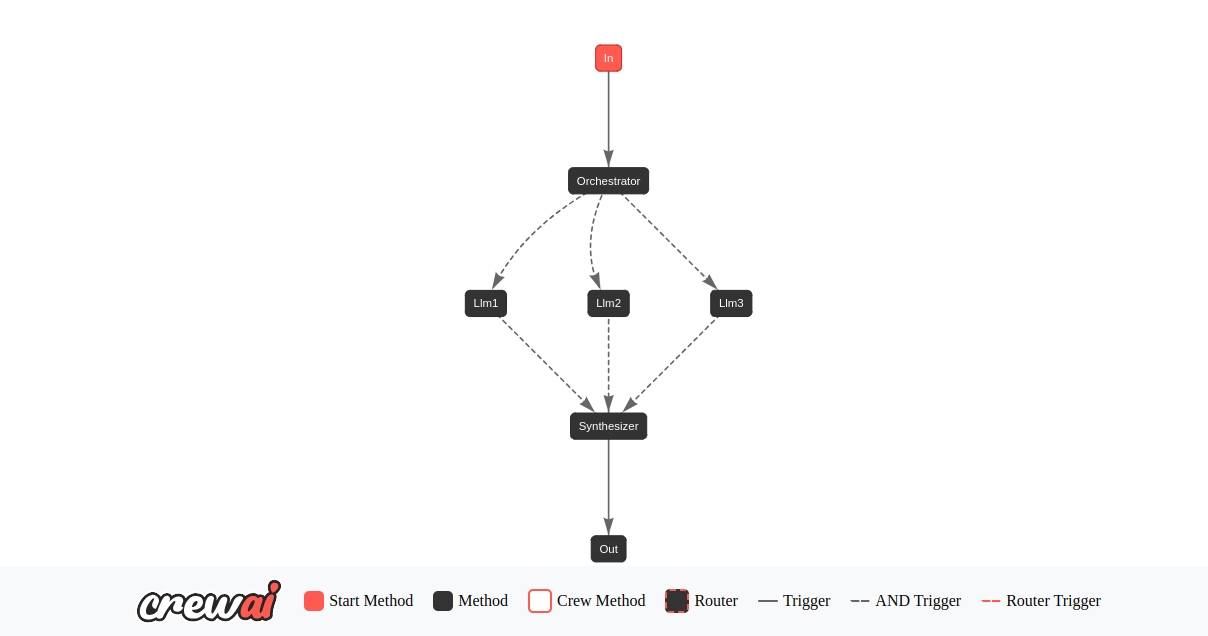 In
Orchestrator
Llm1 Llm2 Llm3
Synthesizer
Out
crewai Start Method Method Crew Method Router Trigger AND Trigger Router Trigger